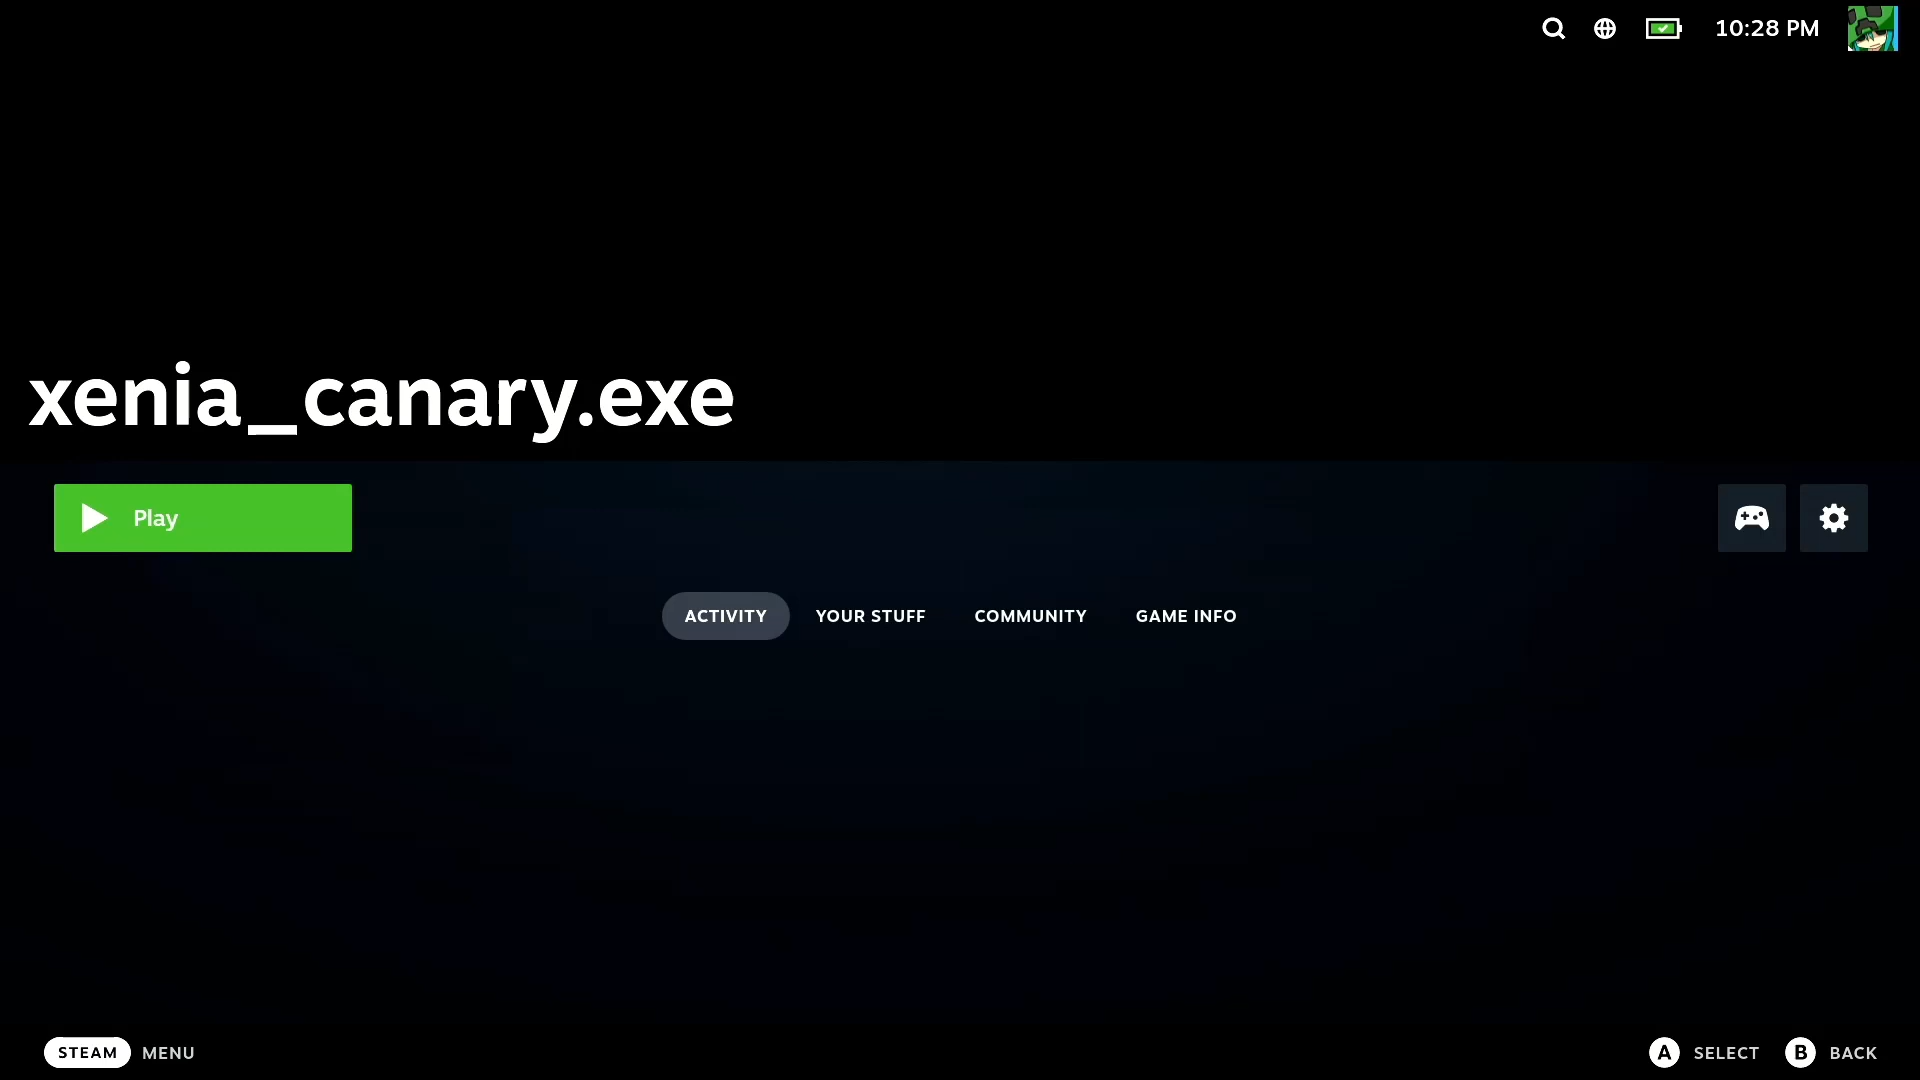 10:28 PM
xenia_canary.exe
Play
ACTIVITY YOUR STUFF COMMUNITY GAME INFO
STEAM MENU A SELECT B BACK